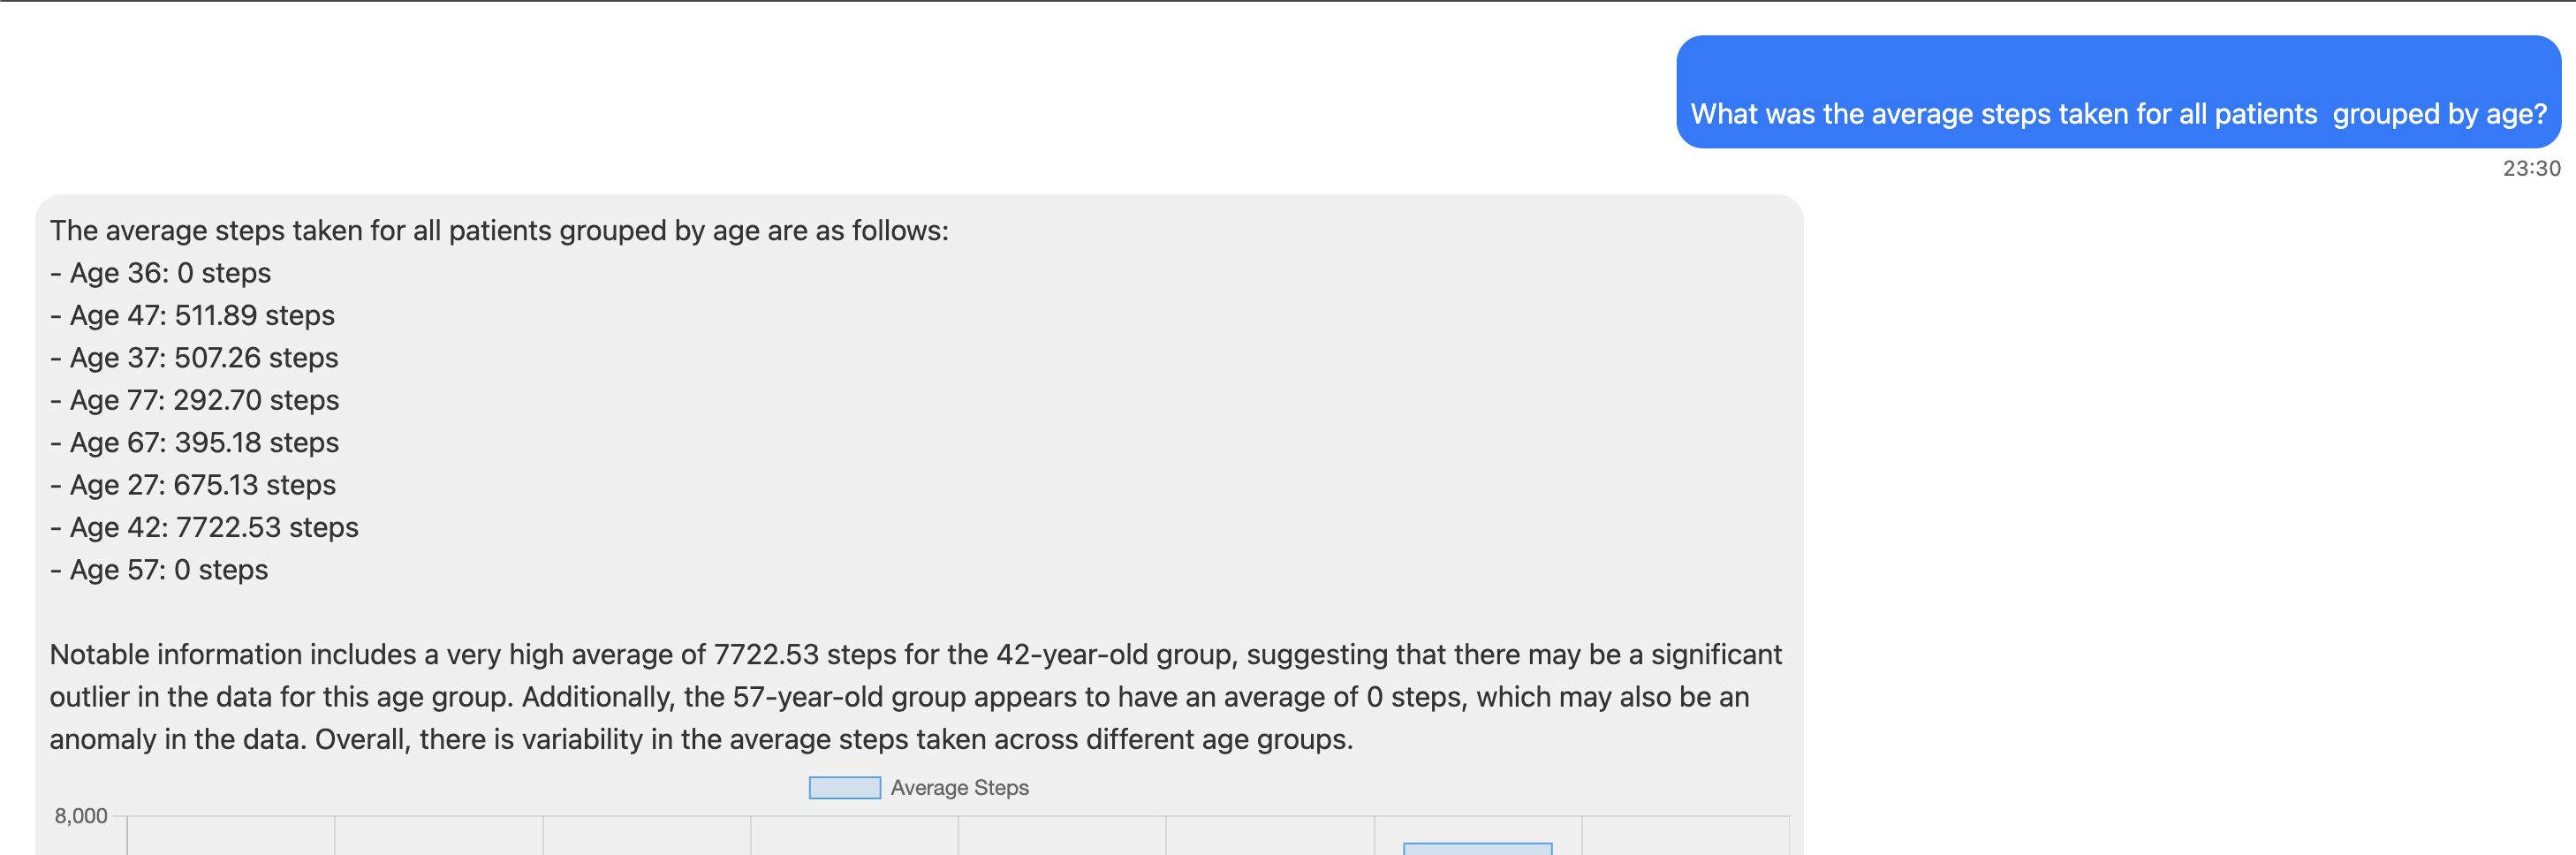 What was the average steps taken for all patients  grouped by age?
23:30
The average steps taken for all patients grouped by age are as follows:
- Age 36: 0 steps
- Age 47: 511.89 steps
- Age 37: 507.26 steps
- Age 77: 292.70 steps
- Age 67: 395.18 steps
- Age 27: 675.13 steps
- Age 42: 7722.53 steps
- Age 57: 0 steps
Notable information includes a very high average of 7722.53 steps for the 42-year-old group, suggesting that there may be a significant
outlier in the data for this age group. Additionally, the 57-year-old group appears to have an average of 0 steps, which may also be an
anomaly in the data. Overall, there is variability in the average steps taken across different age groups.
Average Steps
8,000